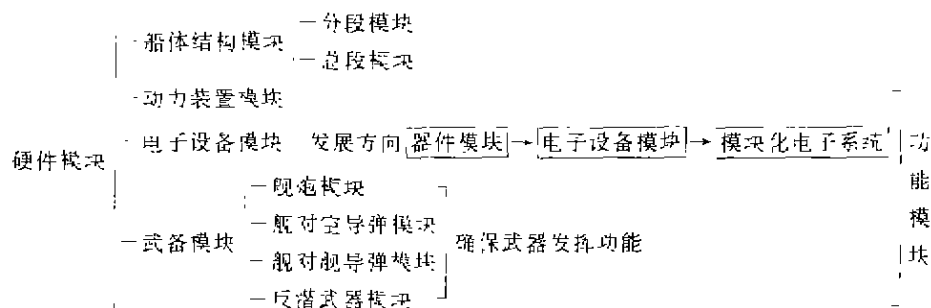 分段模块
船体结构模块
总段模块
动力装置模块
硬件模块 电子设备模块 发展方向 器件模块→电子设备模块→模块化电子系统 功能模块
舰炮模块
舰对空导弹模块
武备模块 确保武器发挥功能
舰对舰导弹模块
反潜武器模块